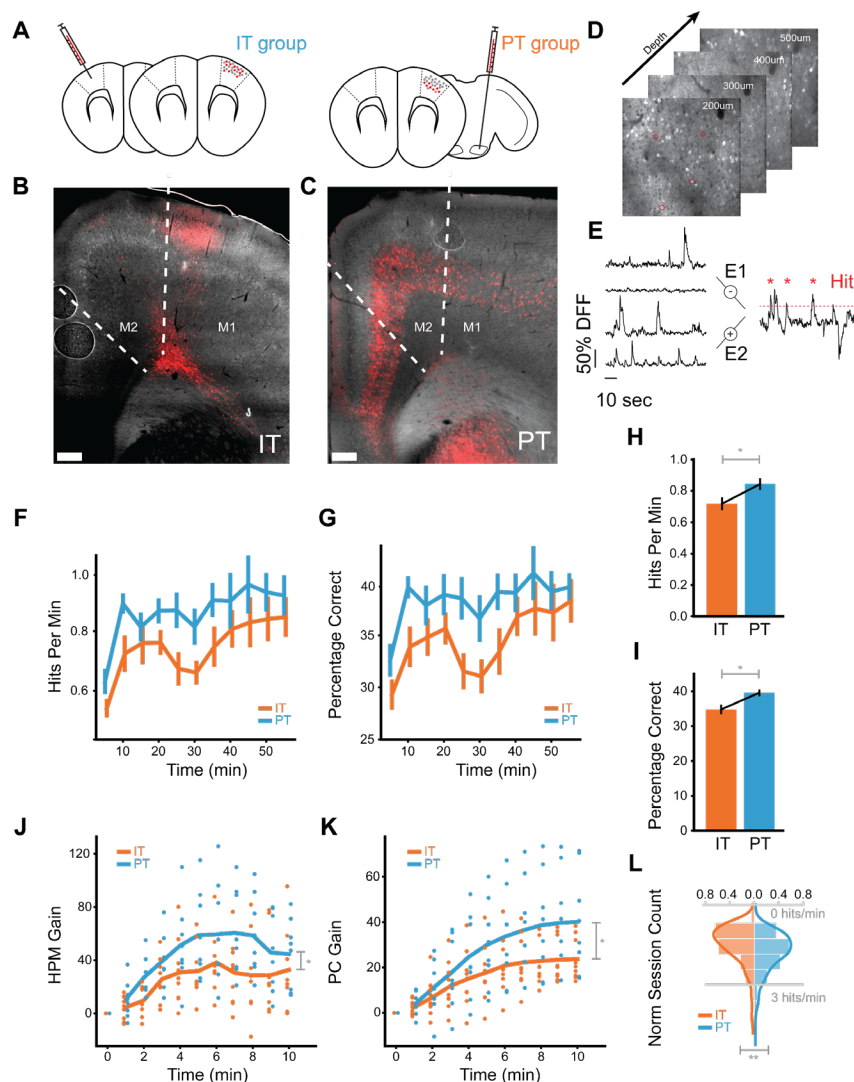 A
IT group
PT group
D
Depth
500um
400um
300um
200um
B
M2
M1
IT
C
M2
M1
PT
E
E1
-
+
E2
* * *
Hit
50% DFF
10 sec
F
Hits Per Min
1.0
0.8
0.6
10 20 30 40 50
Time (min)
IT
PT
G
Percentage Correct
40
35
30
25
10 20 30 40 50
Time (min)
IT
PT
H
Hits Per Min
1.0
0.8
0.6
0.4
0.2
0.0
*
IT PT
I
Percentage Correct
40
30
20
10
0
*
IT PT
J
HPM Gain
120
80
40
0
0 2 4 6 8 10
Time (min)
IT
PT
*
K
PC Gain
80
60
40
20
0
0 2 4 6 8 10
Time (min)
IT
PT
*
L
0.8 0.4 0.0 0.4 0.8
0 hits/min
Norm Session Count
3 hits/min
IT
PT
**